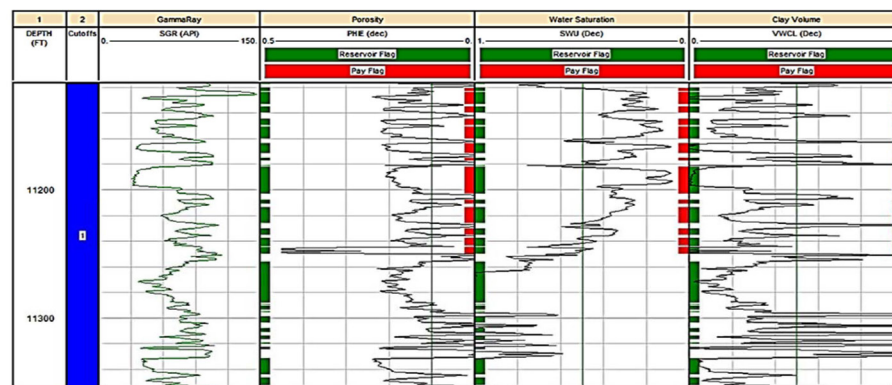 1
2
GammaRay
Porosity
Water Saturation
Clay Volume
DEPTH
(FT)
Cutoffs
SGR (API)
0.
150.
PHE (dec)
0.5
0.
SWU (Dec)
1.
0.
VWCL (Dec)
0.
Reservoir Flag
Reservoir Flag
Reservoir Flag
Pay Flag
Pay Flag
Pay Flag
11200
1
11300